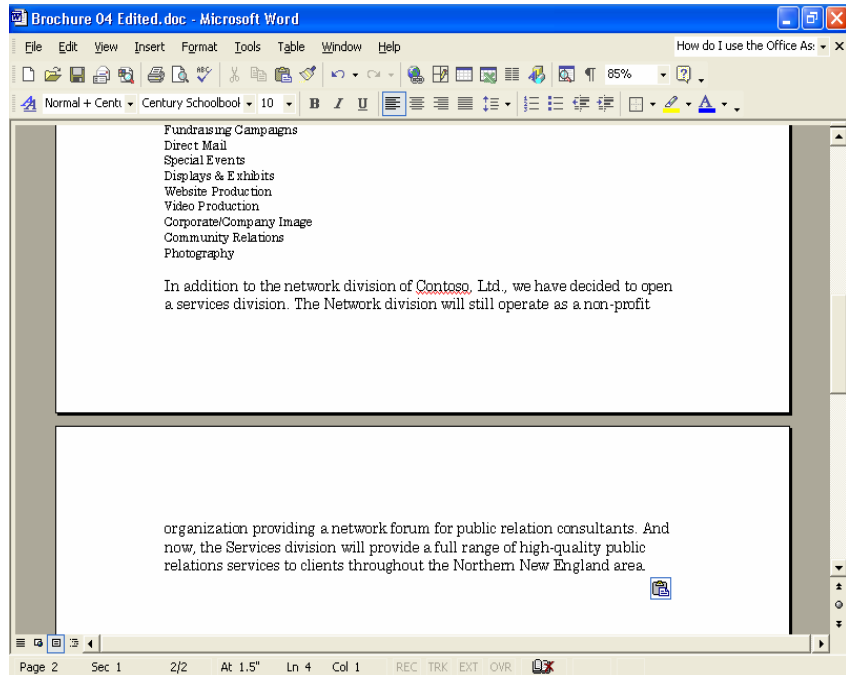 Brochure 04 Edited.doc - Microsoft Word
File Edit View Insert Format Tools Table Window Help
How do I use the Office As:
85%
Normal + Centu Century Schoolbool 10 B I U
Fundraising Campaigns
Direct Mail
Special Events
Displays & Exhibits
Website Production
Video Production
Corporate/Company Image
Community Relations
Photography
In addition to the network division of Contoso, Ltd., we have decided to open
a services division. The Network division will still operate as a non-profit
organization providing a network forum for public relation consultants. And
now, the Services division will provide a full range of high-quality public
relations services to clients throughout the Northern New England area.
Page 2 Sec 1 2/2 At 1.5" Ln 4 Col 1 REC TRK EXT OVR